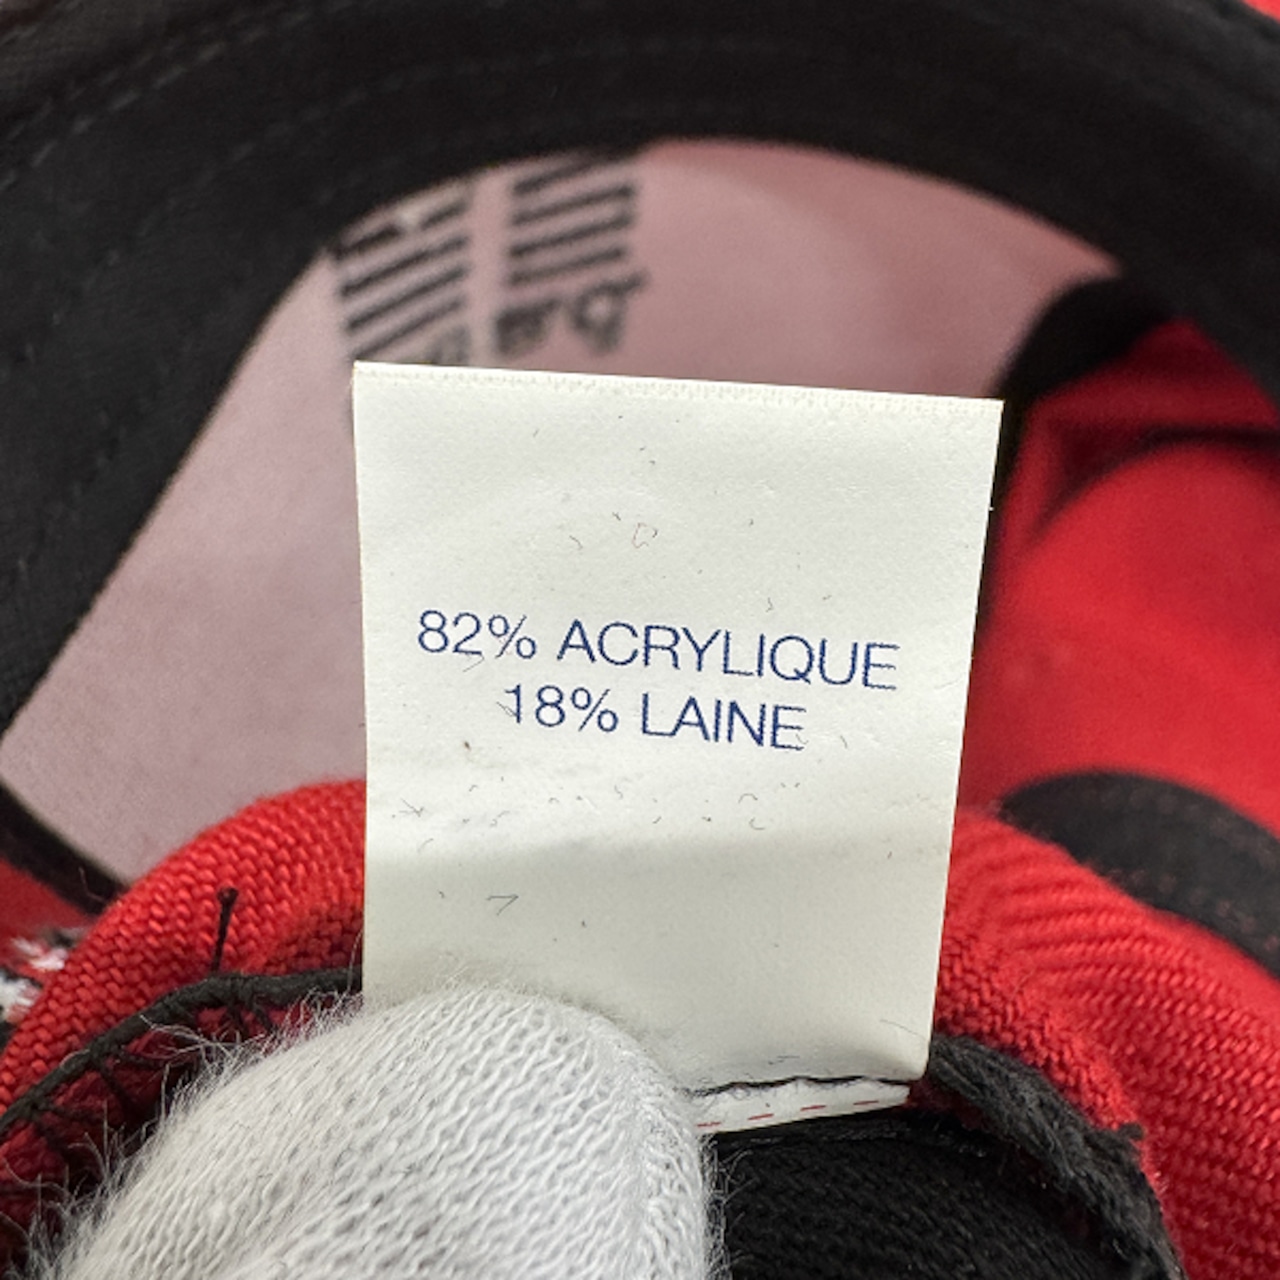 82% ACRYLIQUE
18% LAINE